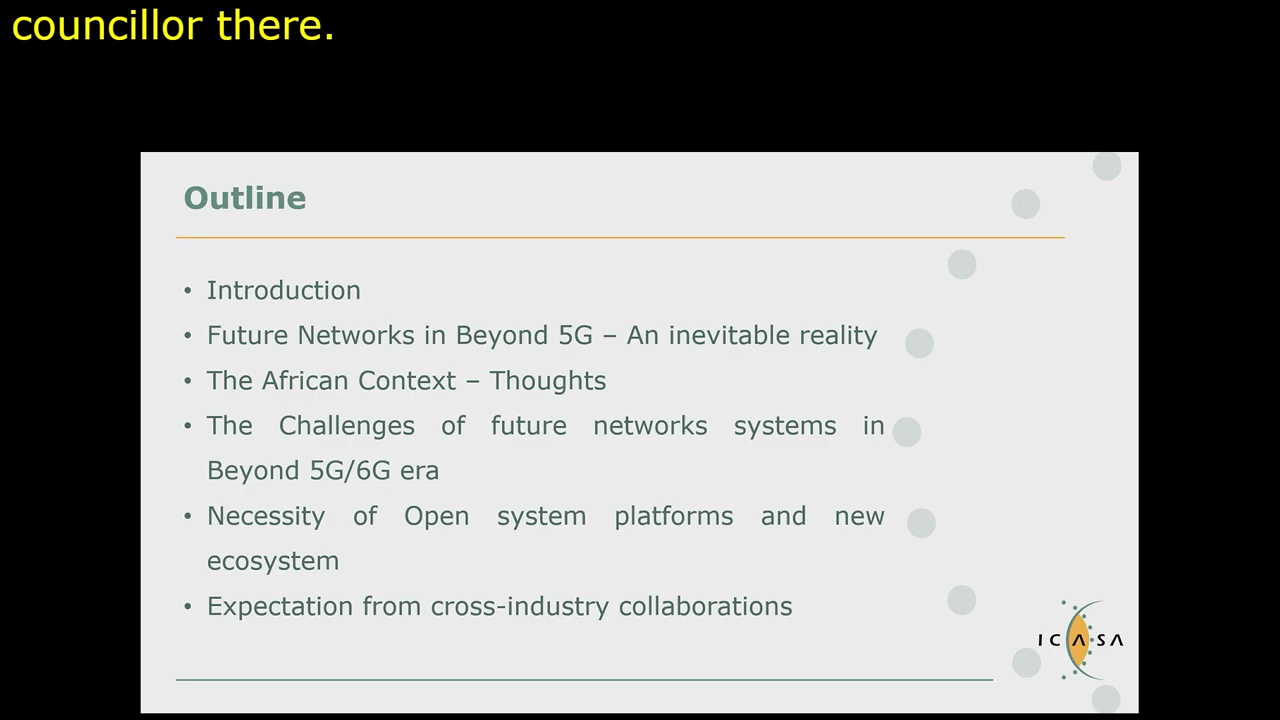 councillor there.
Outline
• Introduction
• Future Networks in Beyond 5G – An inevitable reality
• The African Context – Thoughts
• The Challenges of future networks systems in
Beyond 5G/6G era
• Necessity of Open system platforms and new
ecosystem
• Expectation from cross-industry collaborations
ICASA